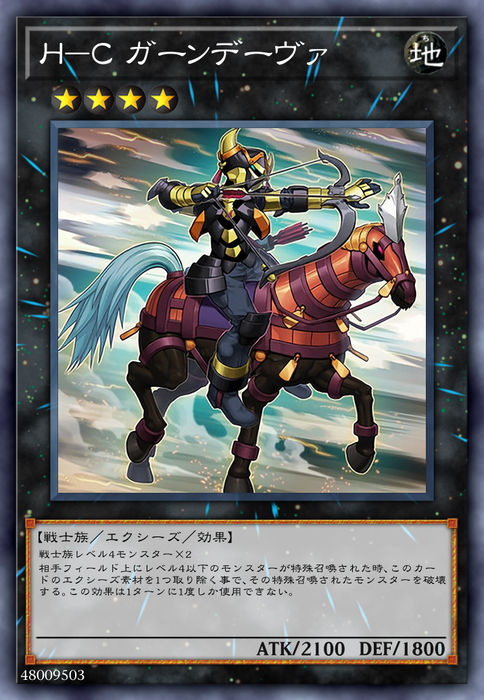 H-C ガーンデーヴァ
ち
地
【戦士族/エクシーズ/効果】
戦士族レベル4モンスター×2
相手フィールド上にレベル4以下のモンスターが特殊召喚された時、このカー
ドのエクシーズ素材を1つ取り除く事で、その特殊召喚されたモンスターを破壊
する。この効果は1ターンに1度しか使用できない。
ATK/2100 DEF/1800
48009503